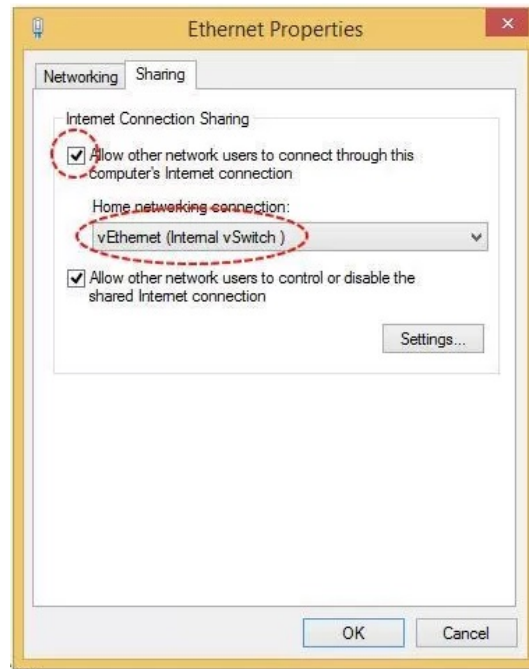 Ethernet Properties
Networking
Sharing
Internet Connection Sharing
Allow other network users to connect through this
computer's Internet connection
Home networking connection:
vEthernet (Internal vSwitch )
Allow other network users to control or disable the
shared Internet connection
Settings...
OK
Cancel